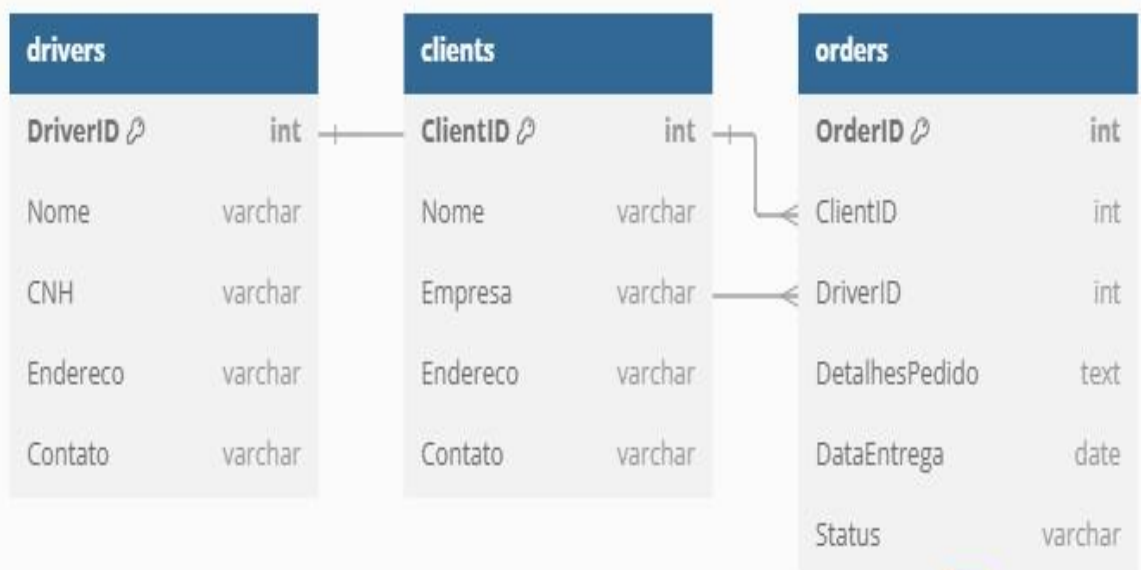 drivers
DriverID int
Nome varchar
CNH varchar
Endereco varchar
Contato varchar
clients
ClientID int
Nome varchar
Empresa varchar
Endereco varchar
Contato varchar
orders
OrderID int
ClientID int
DriverID int
DetalhesPedido text
DataEntrega date
Status varchar